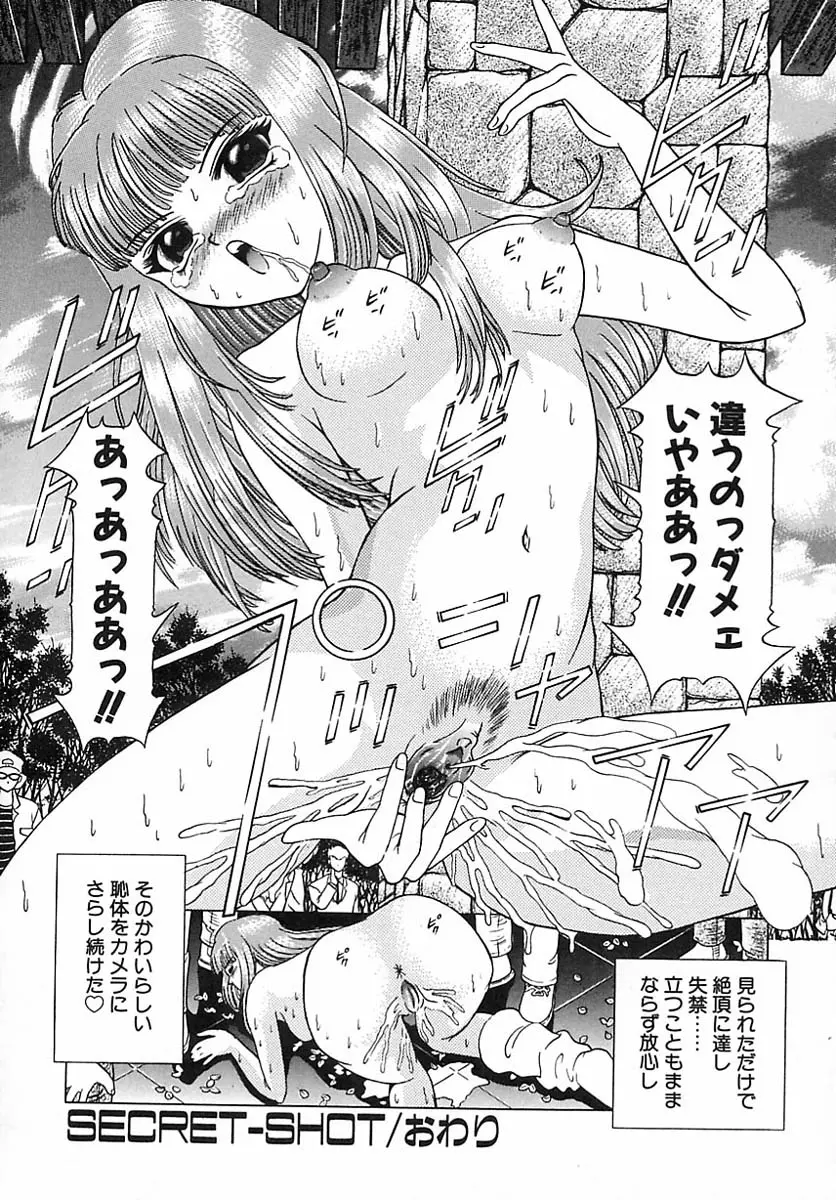 違うのっダメェ
いやああっ!!
あっあっああっ!!
見られただけで
絶頂に達し
失禁……
立つこともまま
ならず放心し
そのかわいらしい
恥体をカメラに
さらし続けた♡
SECRET-SHOT/おわり